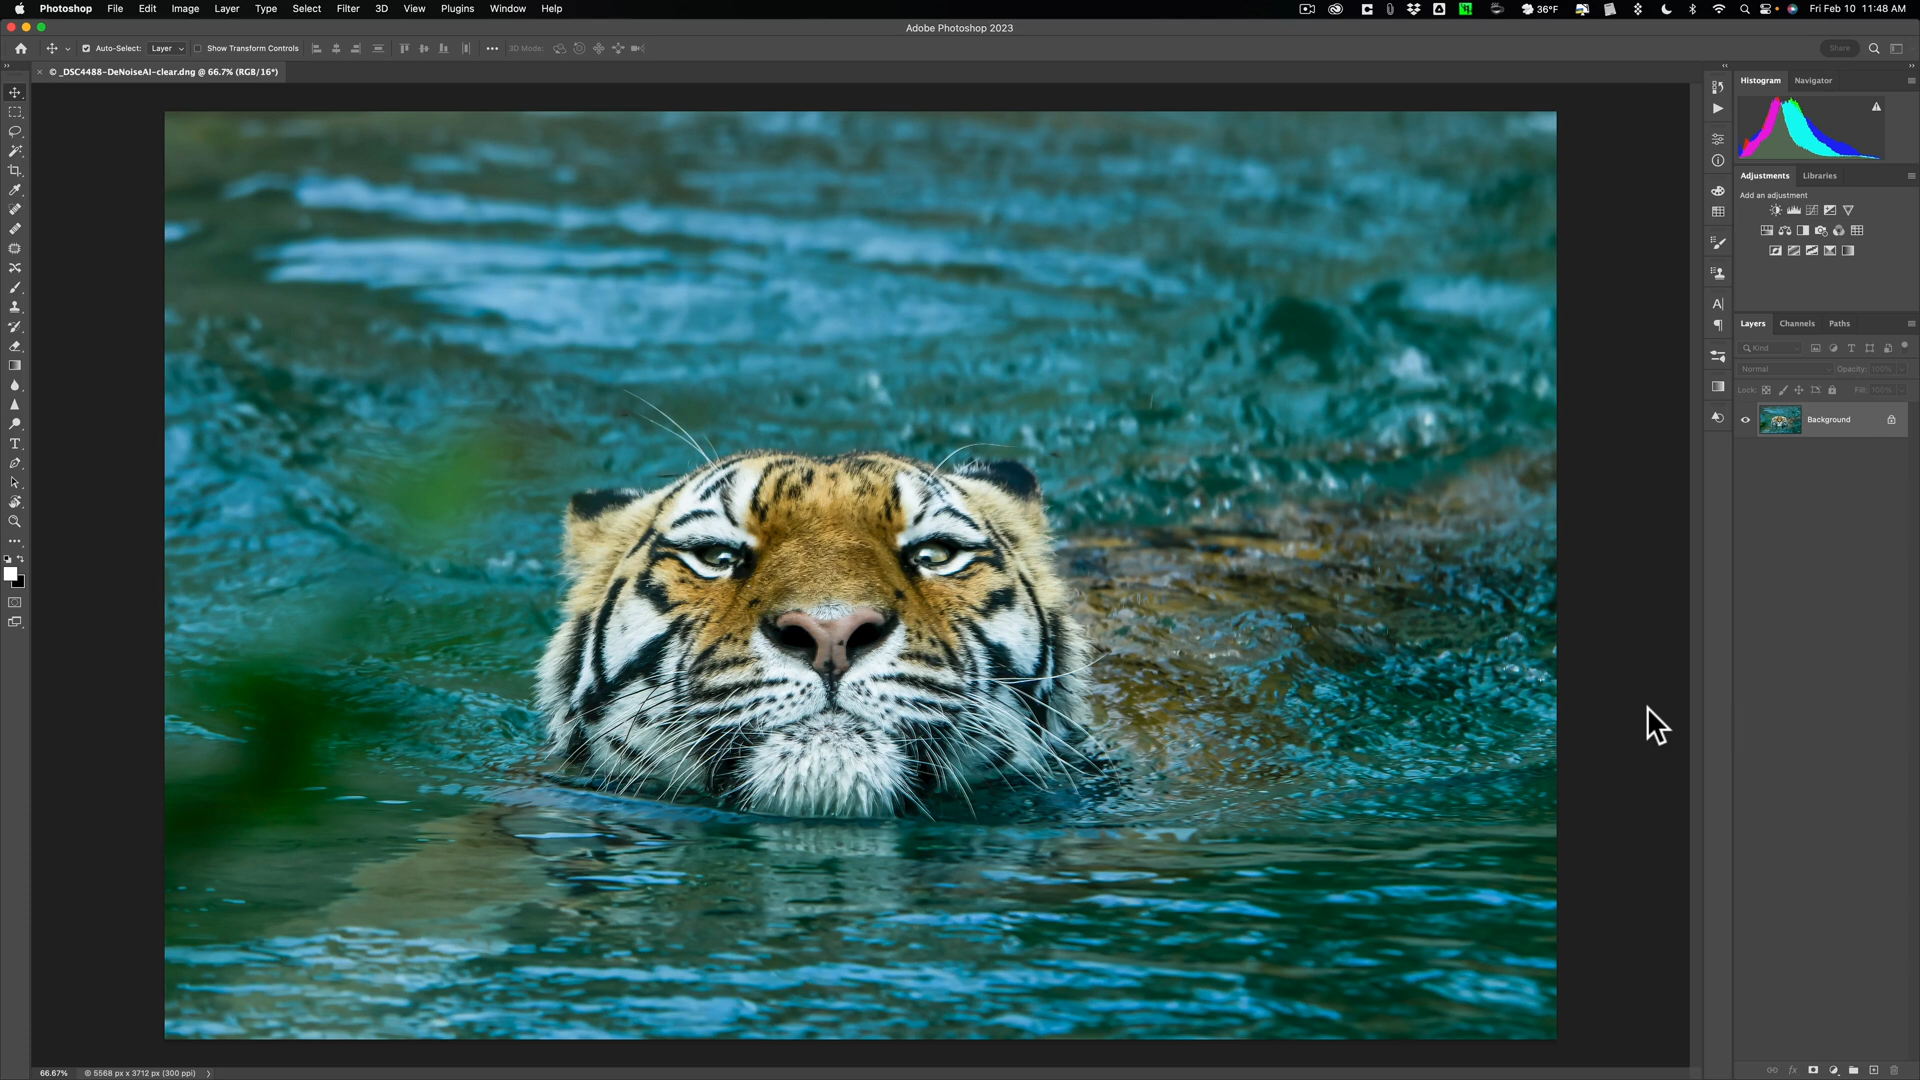 Photoshop File Edit Image Layer Type Select Filter 3D View Plugins Window Help 36°F Fri Feb 10 11:48 AM
Adobe Photoshop 2023
Auto-Select: Layer Show Transform Controls 3D Mode: Share
© _DSC4488-DeNoiseAI-clear.dng @ 66.7% (RGB/16*)
Histogram Navigator
Adjustments Libraries
Add an adjustment
Layers Channels Paths
Kind
Normal Opacity: 100%
Lock: Fill: 100%
Background
66.67% © 5568 px x 3712 px (300 ppi)